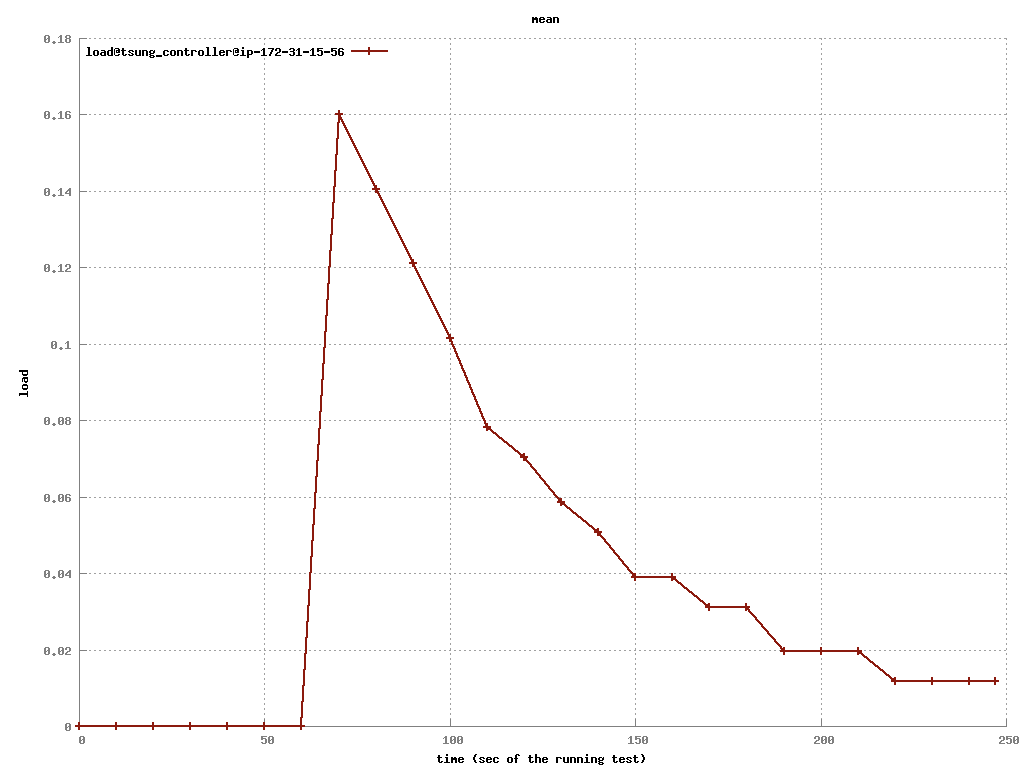 mean
load@tsung_controller@ip-172-31-15-56
0.18
0.16
0.14
0.12
0.1
0.08
0.06
0.04
0.02
0
load
0 50 100 150 200 250
time (sec of the running test)